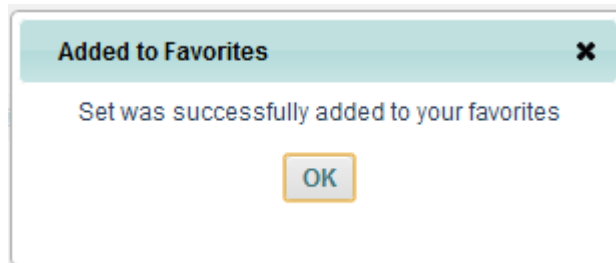 Added to Favorites
Set was successfully added to your favorites
OK